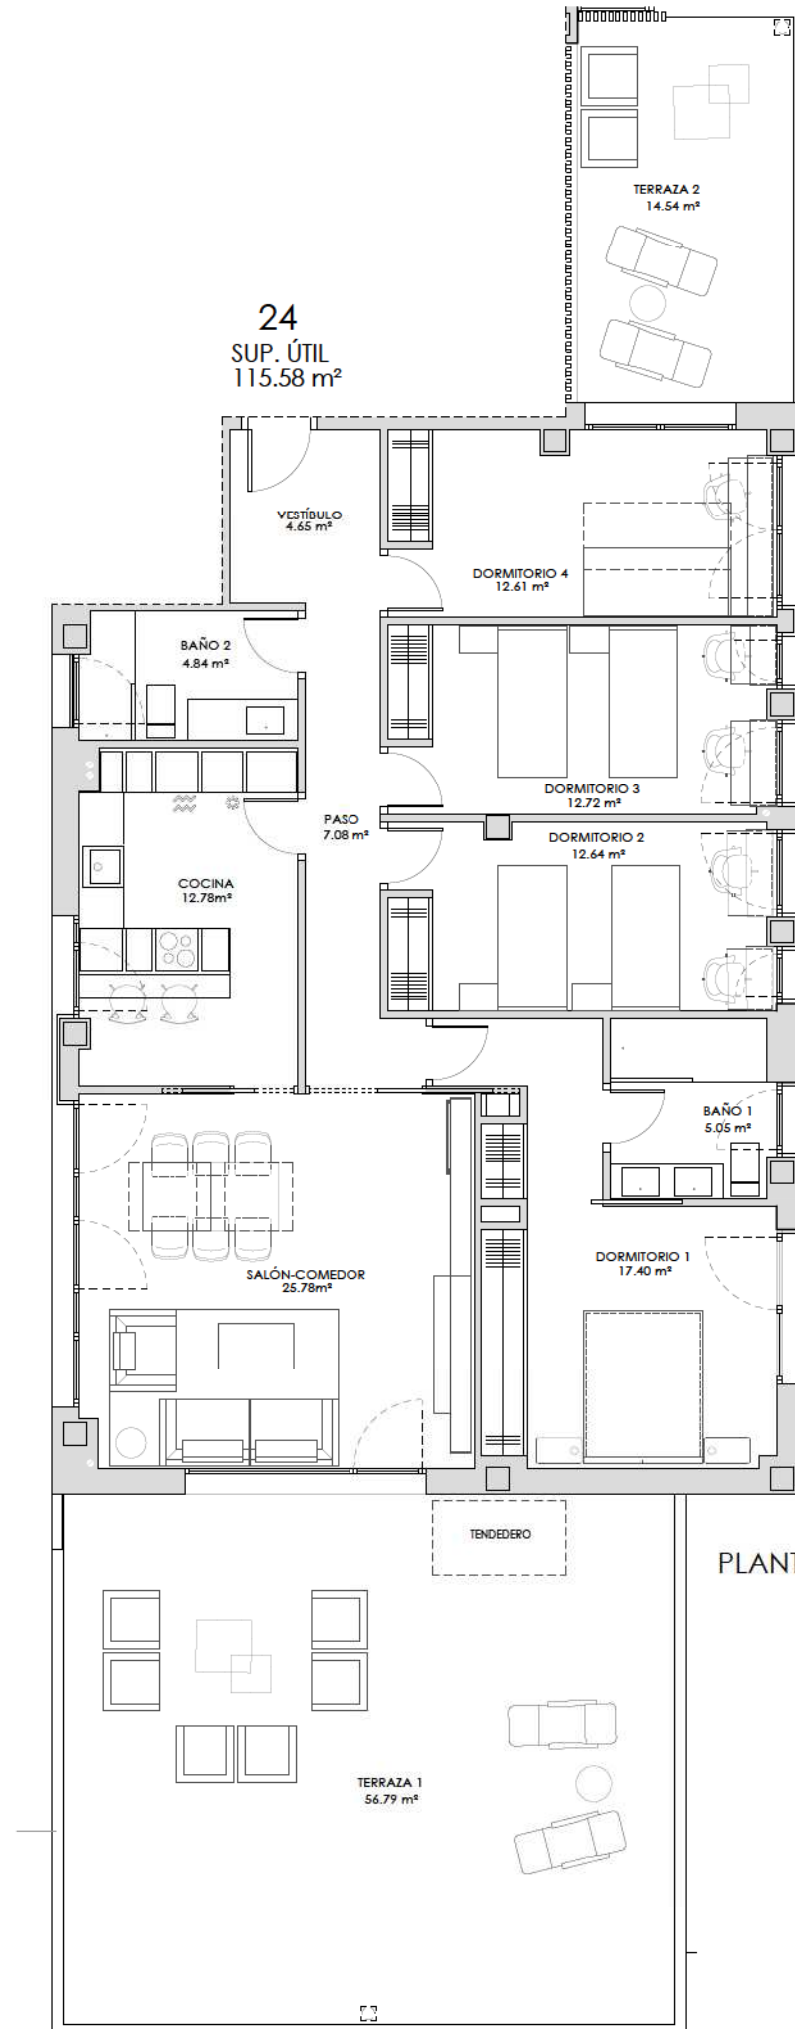 TERRAZA 2
14.54 m²
24
SUP. ÚTIL
115.58 m²
VESTÍBULO
4.65 m²
DORMITORIO 4
12.61 m²
BAÑO 2
4.84 m²
DORMITORIO 3
12.72 m²
PASO
7.08 m²
DORMITORIO 2
12.64 m²
COCINA
12.78m²
BAÑO 1
5.05 m²
DORMITORIO 1
17.40 m²
SALÓN-COMEDOR
25.78m²
TENDEDERO
PLANT
TERRAZA 1
56.79 m²